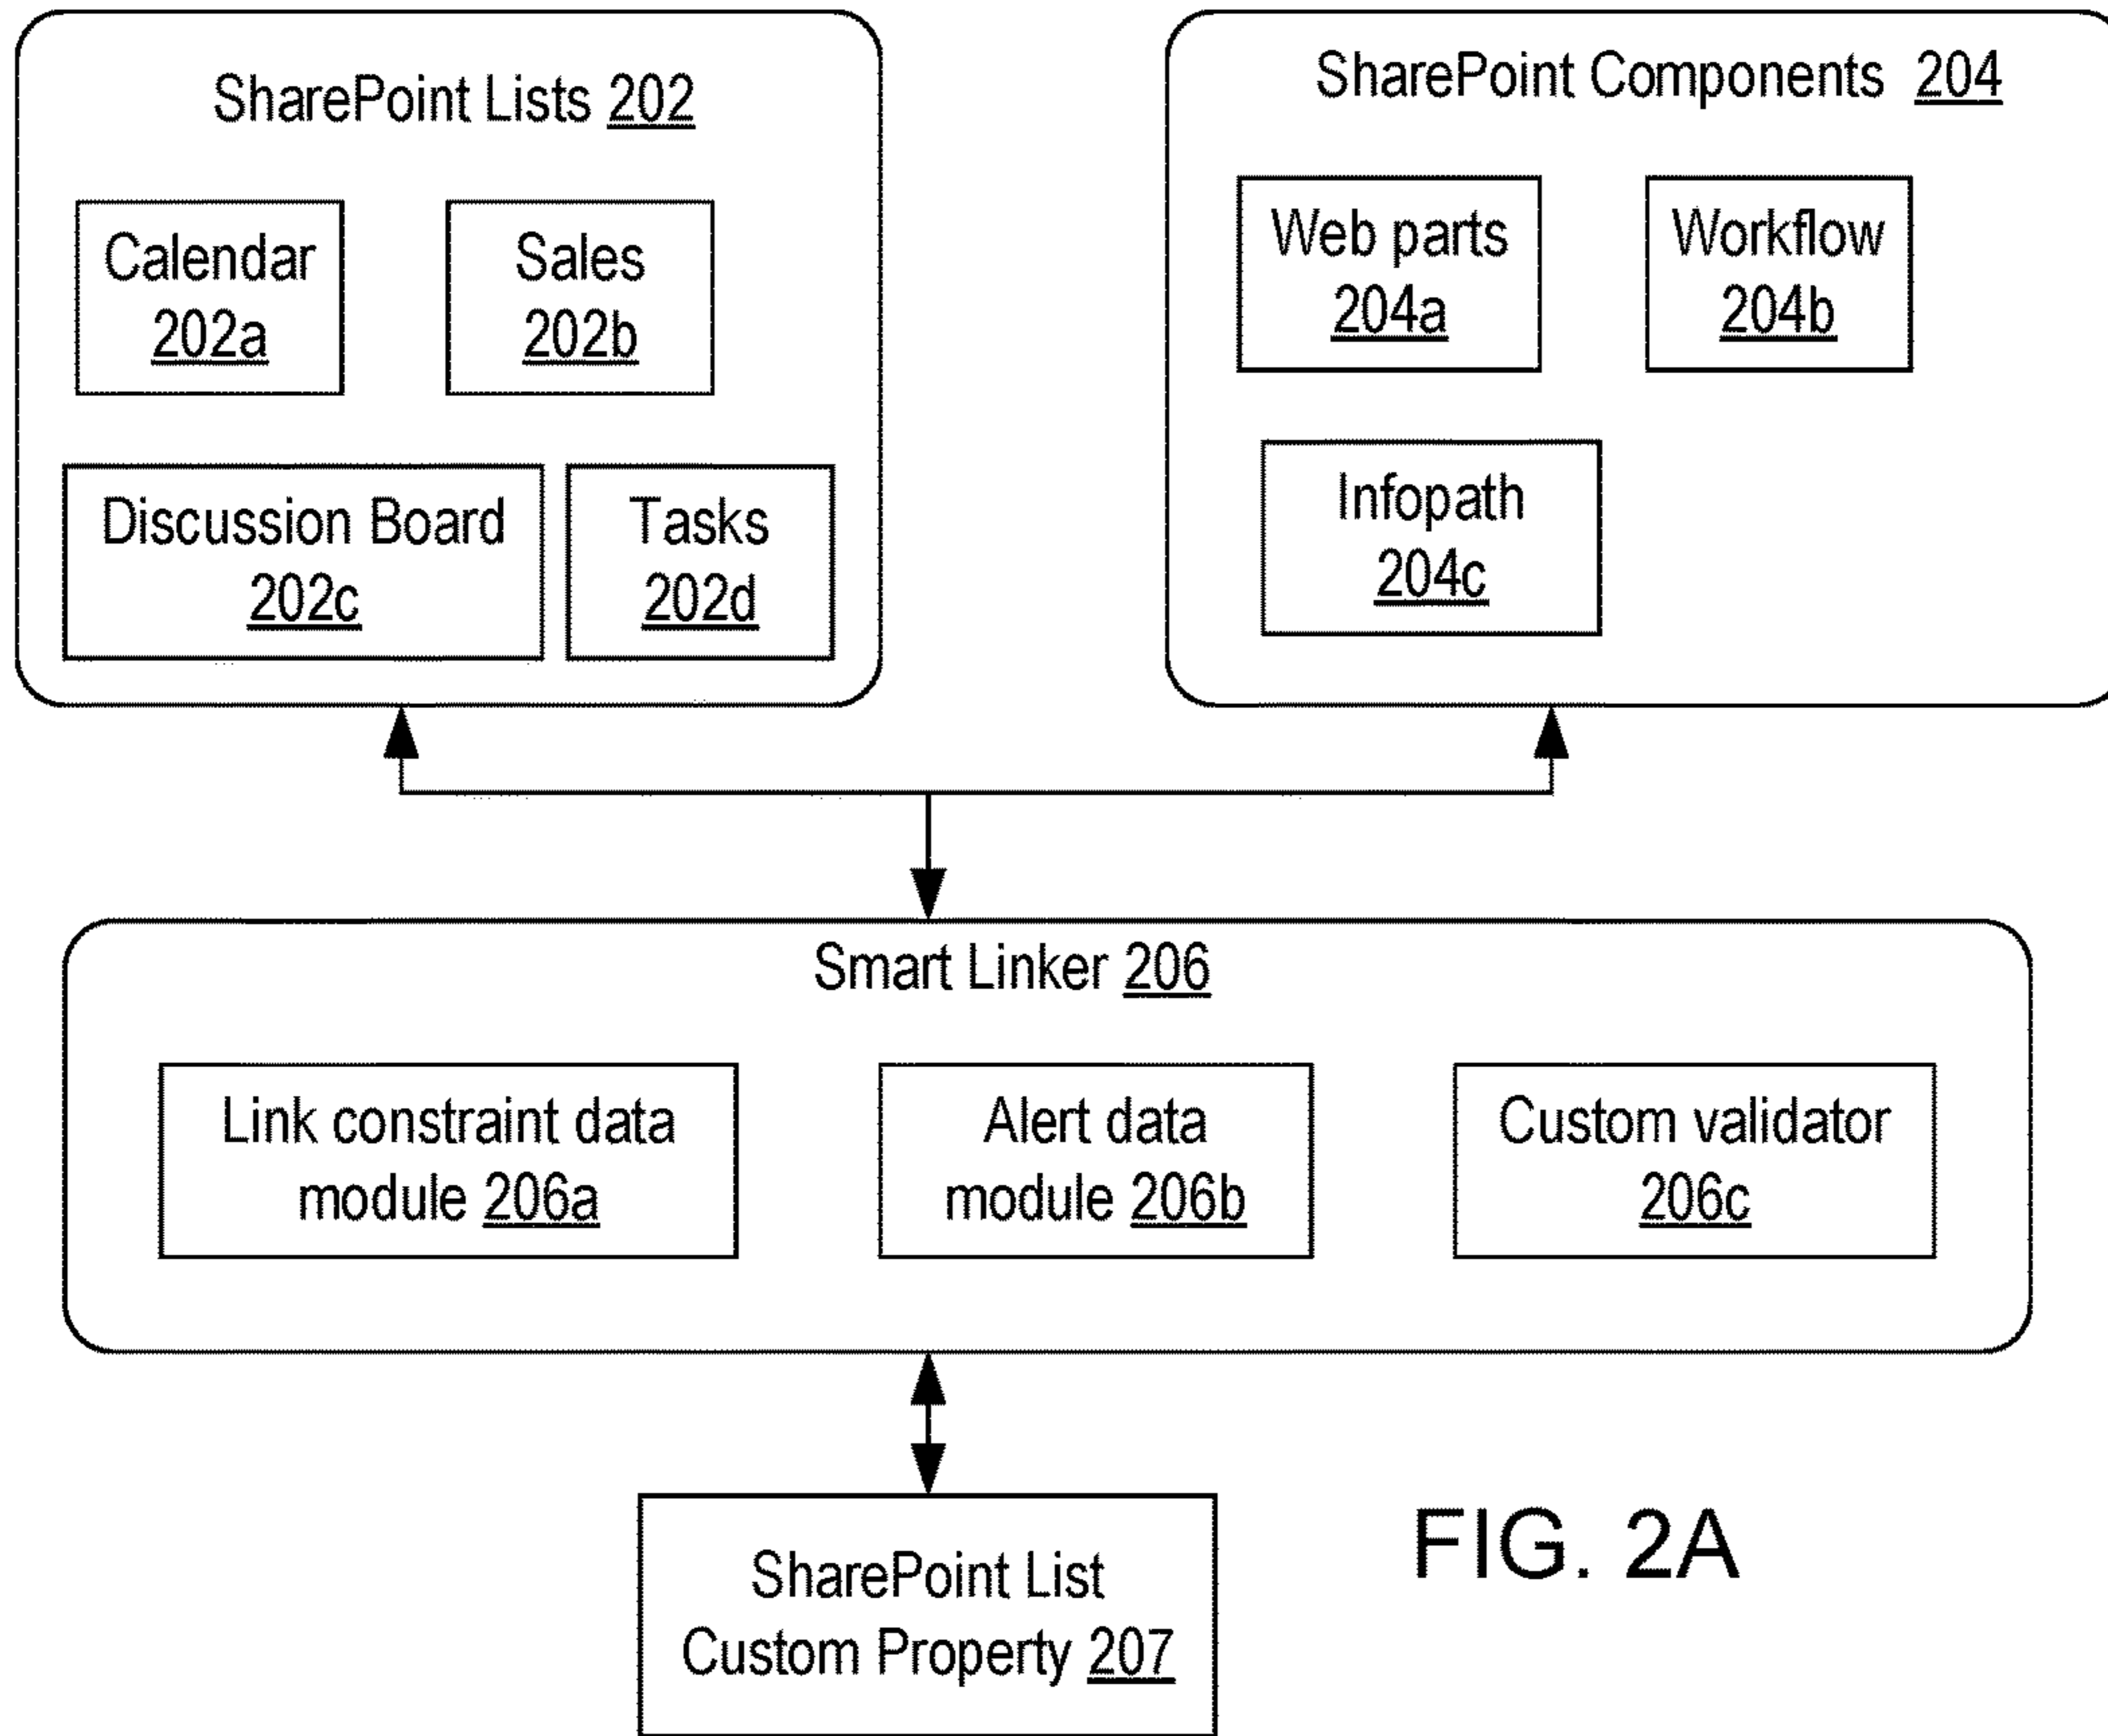 SharePoint Lists 202
Calendar
202a
Sales
202b
Discussion Board
202c
Tasks
202d
SharePoint Components 204
Web parts
204a
Workflow
204b
Infopath
204c
Smart Linker 206
Link constraint data
module 206a
Alert data
module 206b
Custom validator
206c
SharePoint List
Custom Property 207
FIG. 2A